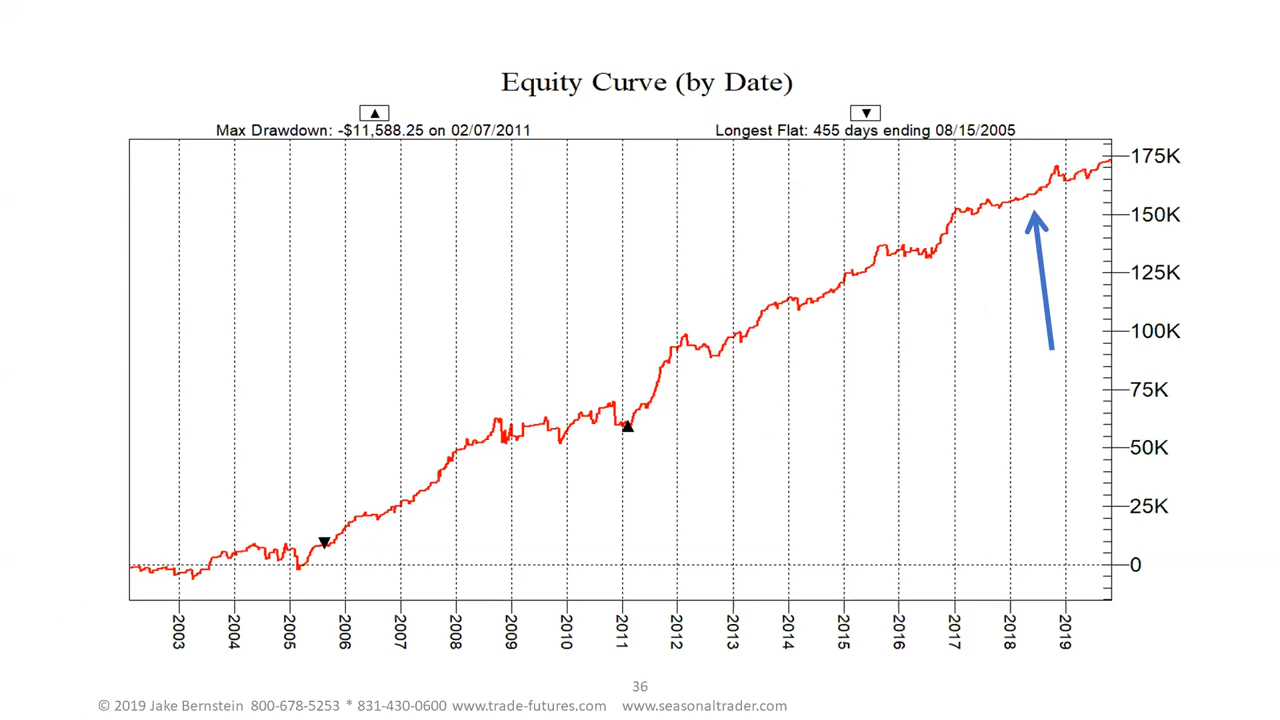 Equity Curve (by Date)
▲ ▼
Max Drawdown: -$11,588.25 on 02/07/2011 Longest Flat: 455 days ending 08/15/2005
175K
150K
125K
100K
75K
50K
25K
0
2003 2004 2005 2006 2007 2008 2009 2010 2011 2012 2013 2014 2015 2016 2017 2018 2019
36
© 2019 Jake Bernstein 800-678-5253 * 831-430-0600 www.trade-futures.com www.seasonaltrader.com